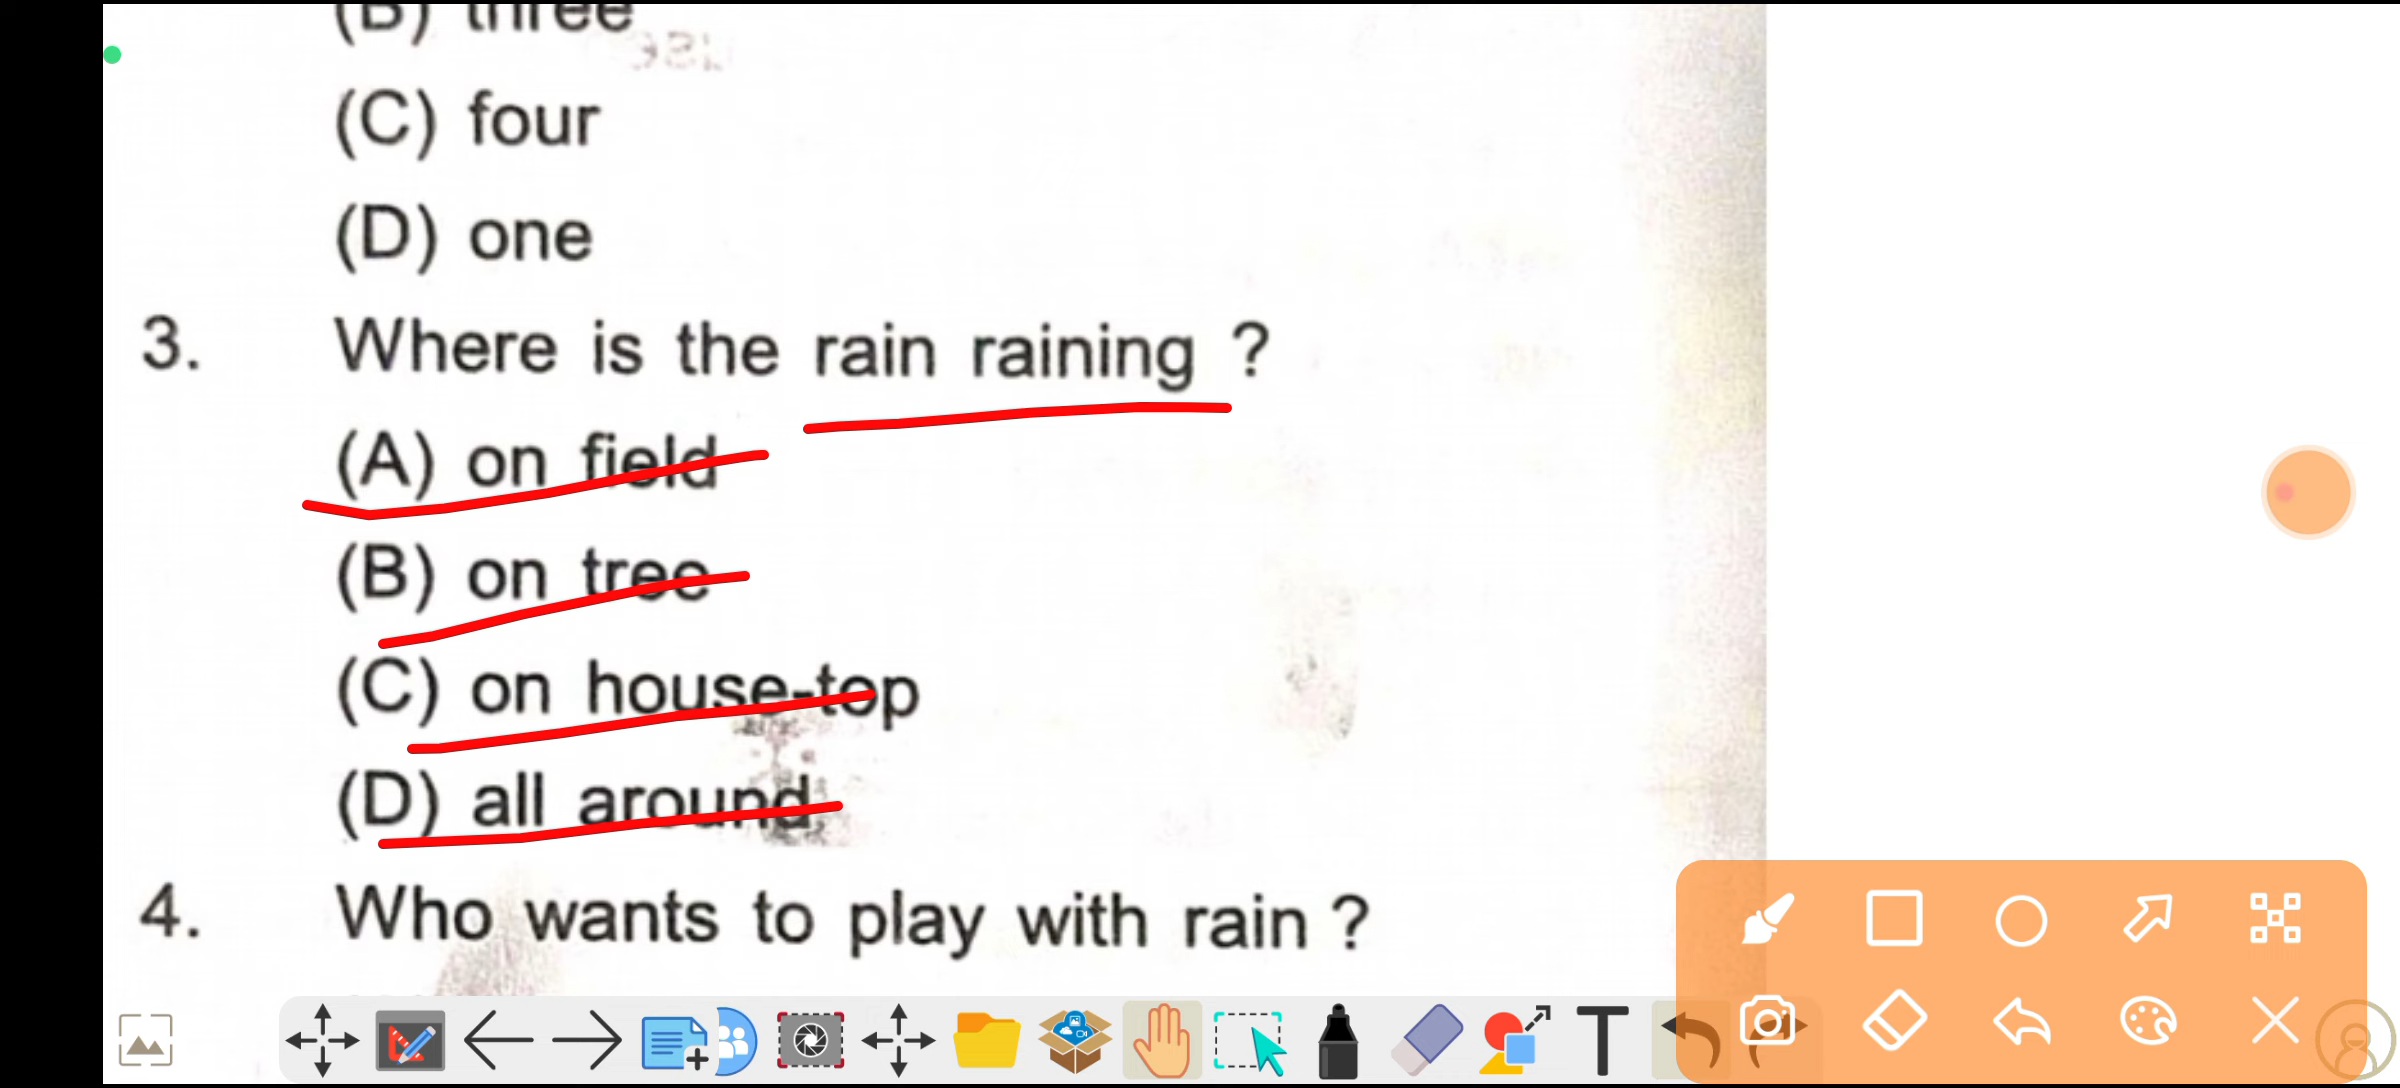 (B) three
(C) four
(D) one
3. Where is the rain raining ?
(A) on field
(B) on tree
(C) on house-top
(D) all around
4. Who wants to play with rain ?